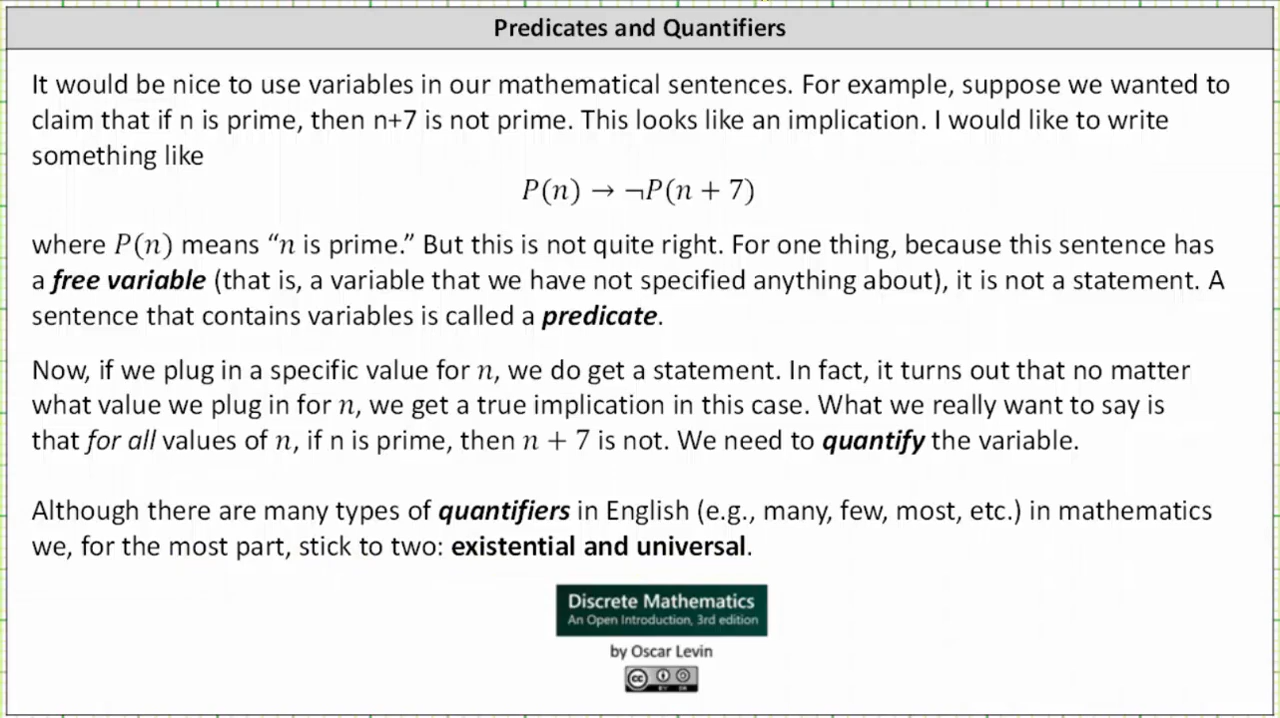 Predicates and Quantifiers
It would be nice to use variables in our mathematical sentences. For example, suppose we wanted to
claim that if n is prime, then n+7 is not prime. This looks like an implication. I would like to write
something like
P(n) → ¬P(n + 7)
where P(n) means “n is prime.” But this is not quite right. For one thing, because this sentence has
a free variable (that is, a variable that we have not specified anything about), it is not a statement. A
sentence that contains variables is called a predicate.
Now, if we plug in a specific value for n, we do get a statement. In fact, it turns out that no matter
what value we plug in for n, we get a true implication in this case. What we really want to say is
that for all values of n, if n is prime, then n + 7 is not. We need to quantify the variable.
Although there are many types of quantifiers in English (e.g., many, few, most, etc.) in mathematics
we, for the most part, stick to two: existential and universal.
Discrete Mathematics
An Open Introduction, 3rd edition
by Oscar Levin
cc